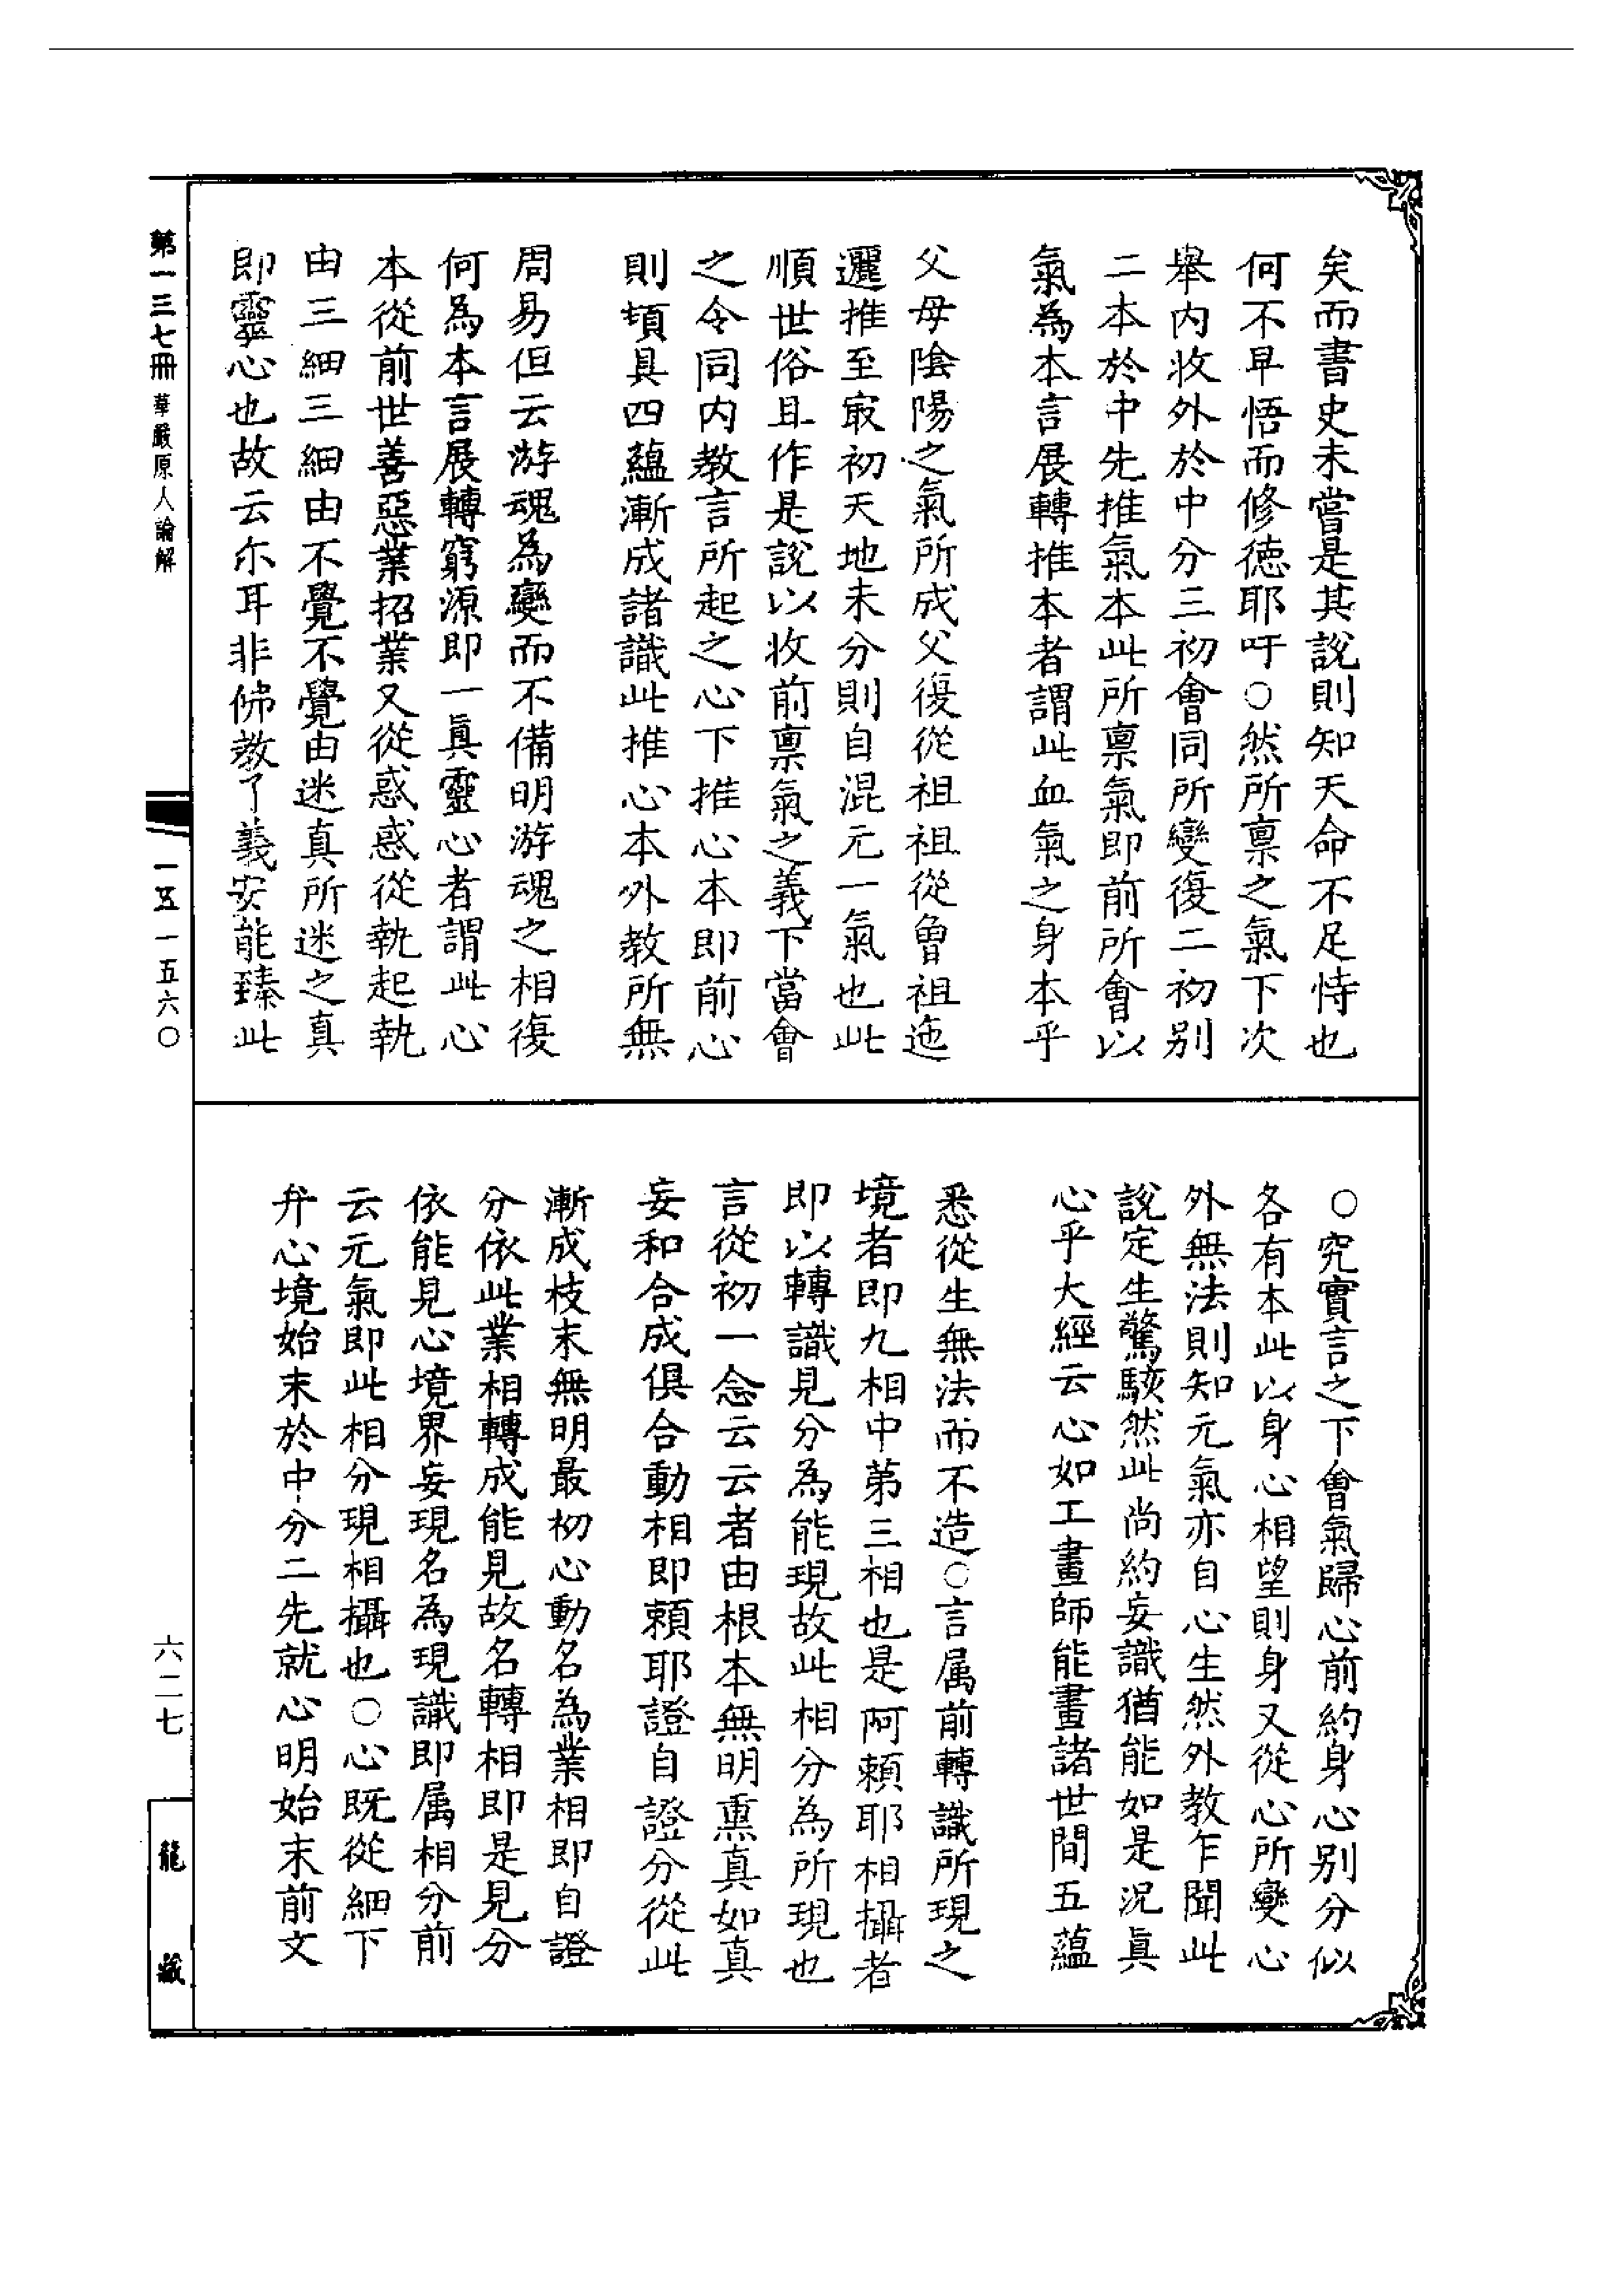 矣而書史未嘗是其說則知天命不足恃也
何不早悟而修德耶吁○然所禀之氣下次
舉內收外於中分三初會同所變復二初別
二本於中先推氣本此所禀氣即前所會以
氣為本言展轉推本者謂此血氣之身本乎
父母陰陽之氣所成父復從祖祖從曾祖迤
邐推至㝡初天地未分則自混元一氣也此
順世俗且作是說以收前禀氣之義下當會
之令同内教言所起之心下推心本即前心
則頓具四蘊漸成諸識此推心本外教所無
周易但云游魂為變而不備明游魂之相復
何為本言展轉窮源即一真靈心者謂此心
本從前世善惡業招業又從惑惑從執起執
由三細三細由不覺不覺由迷真所迷之真
即靈心也故云尒耳非佛教了義安能臻此
○究實言之下會氣歸心前約身心別分似
各有本此以身心相望則身又從心所變心
外無法則知元氣亦自心生然外教乍聞此
說定生驚駭然此尚約妄識猶能如是況真
心乎大經云心如工畫師能畫諸世間五蘊
悉從生無法而不造○言属前轉識所現之
境者即九相中第三相也是阿賴耶相攝者
即以轉識見分為能現故此相分為所現也
言從初一念云云者由根本無明熏真如真
妄和合成俱合動相即賴耶證自證分從此
漸成枝末無明最初心動名為業相即自證
分依此業相轉成能見故名轉相即是見分
依能見心境界妄現名為現識即属相分前
云元氣即此相分現相攝也○心既從細下
弁心境始末於中分二先就心明始末前文
第一三七冊 華嚴原人論解
一五五 一五六〇
六二七
龍藏